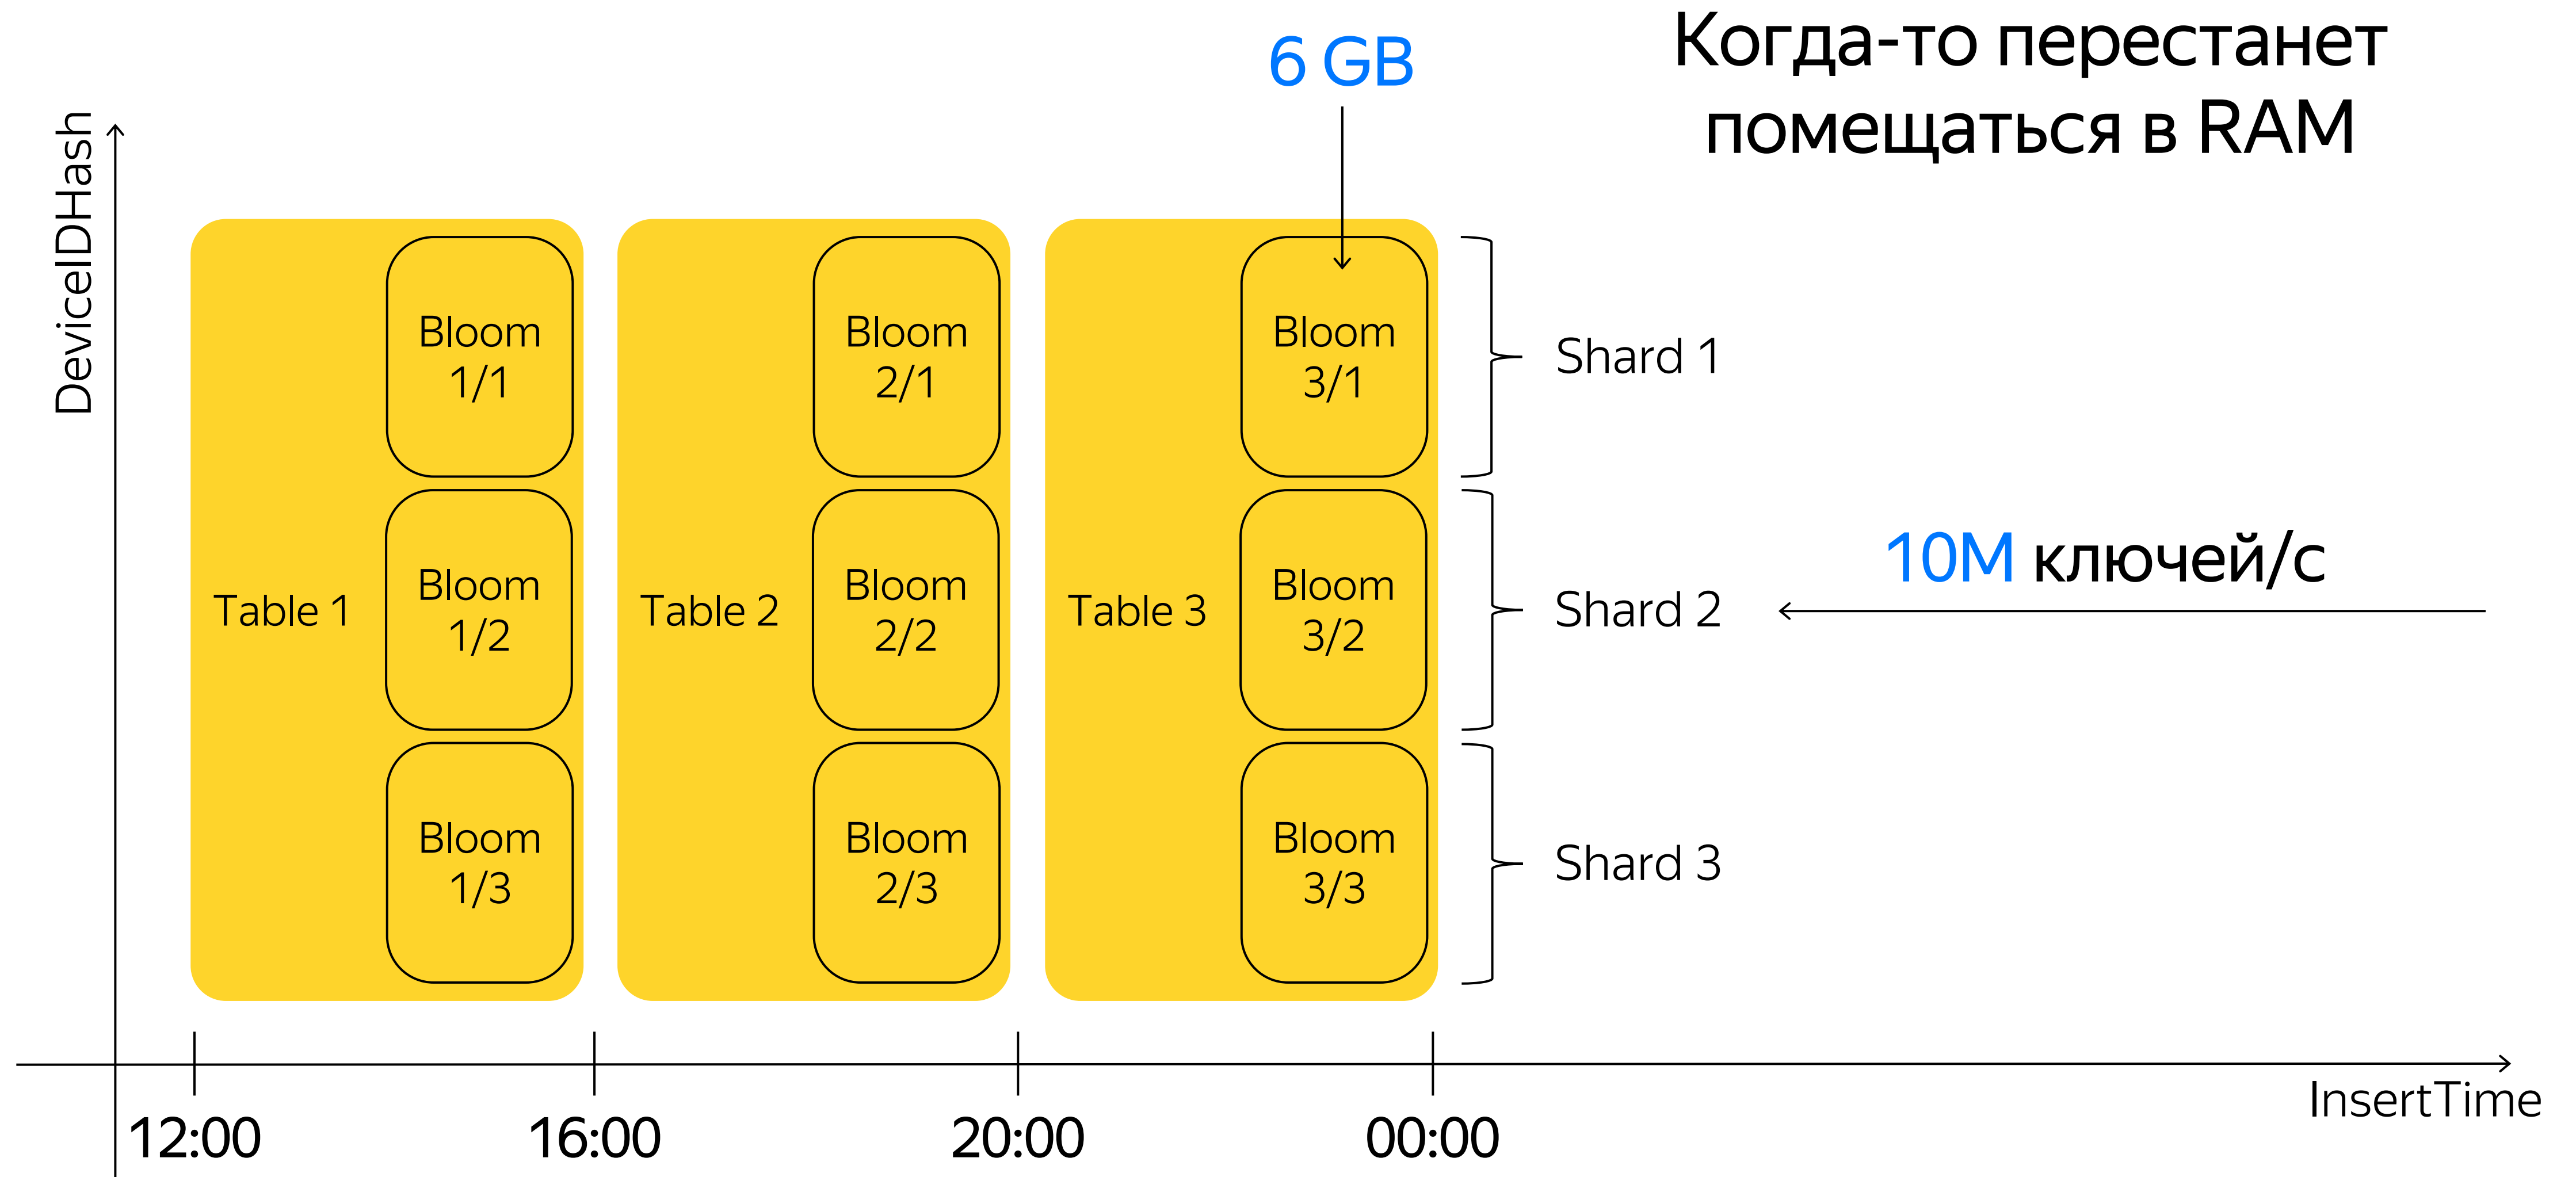 Когда-то перестанет
помещаться в RAM
6 GB
DeviceIDHash
Bloom
1/1
Bloom
2/1
Bloom
3/1
Shard 1
Table 1
Bloom
1/2
Table 2
Bloom
2/2
Table 3
Bloom
3/2
Shard 2
10M ключей/с
Bloom
1/3
Bloom
2/3
Bloom
3/3
Shard 3
InsertTime
12:00
16:00
20:00
00:00